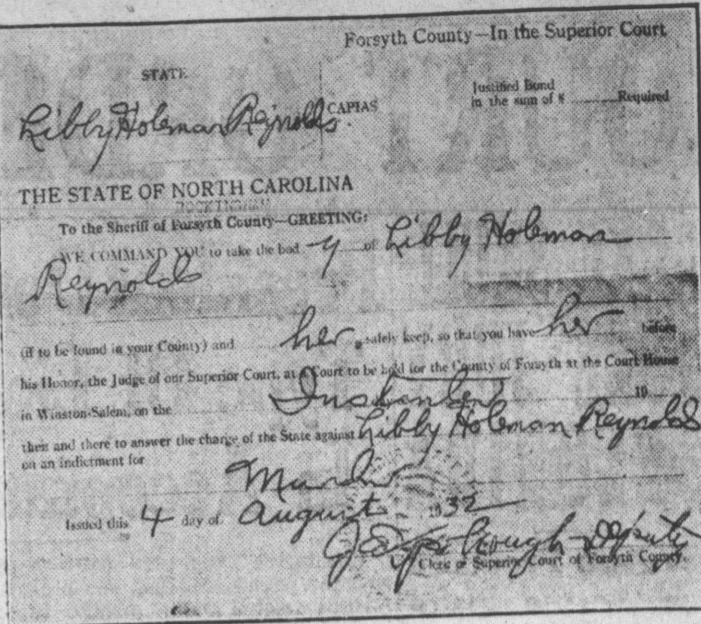 Forsyth County—In the Superior Court
STATE
Libby Holeman Reynolds.
CAPIAS
Justified Bond
in the sum of $ Required
THE STATE OF NORTH CAROLINA
ROCKINGHAM
To the Sheriff of Forsyth County—GREETING:
WE COMMAND YOU to take the bod y of Libby Holeman
Reynolds
(if to be found in your County) and her safely keep, so that you have her before
his Honor, the Judge of our Superior Court, at a Court to be held for the County of Forsyth at the Court House
in Winston-Salem, on the Instanter 19
then and there to answer the charge of the State against Libby Holeman Reynolds
on an indictment for
Murder
Issued this 4 day of August 1932
Deputy
Clerk of Superior Court of Forsyth County.